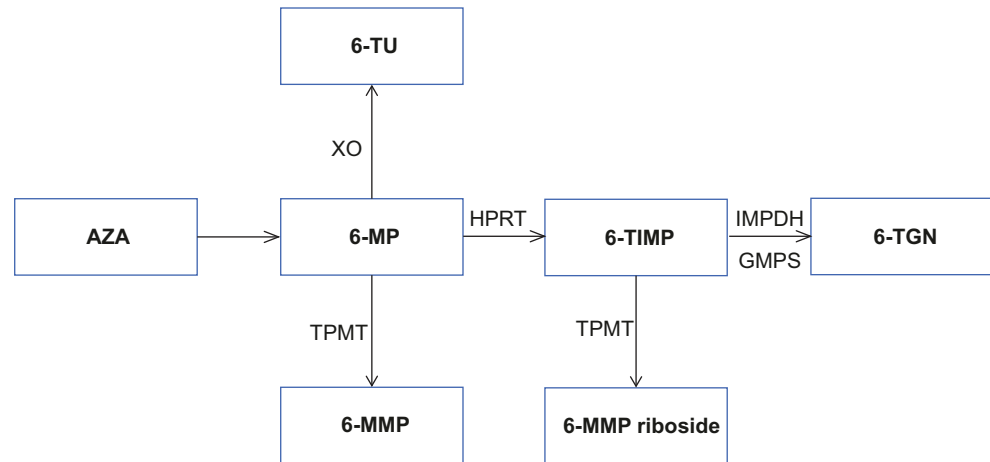 6-TU
XO
AZA
6-MP
HPRT
6-TIMP
IMPDH
GMPS
6-TGN
TPMT
TPMT
6-MMP
6-MMP riboside